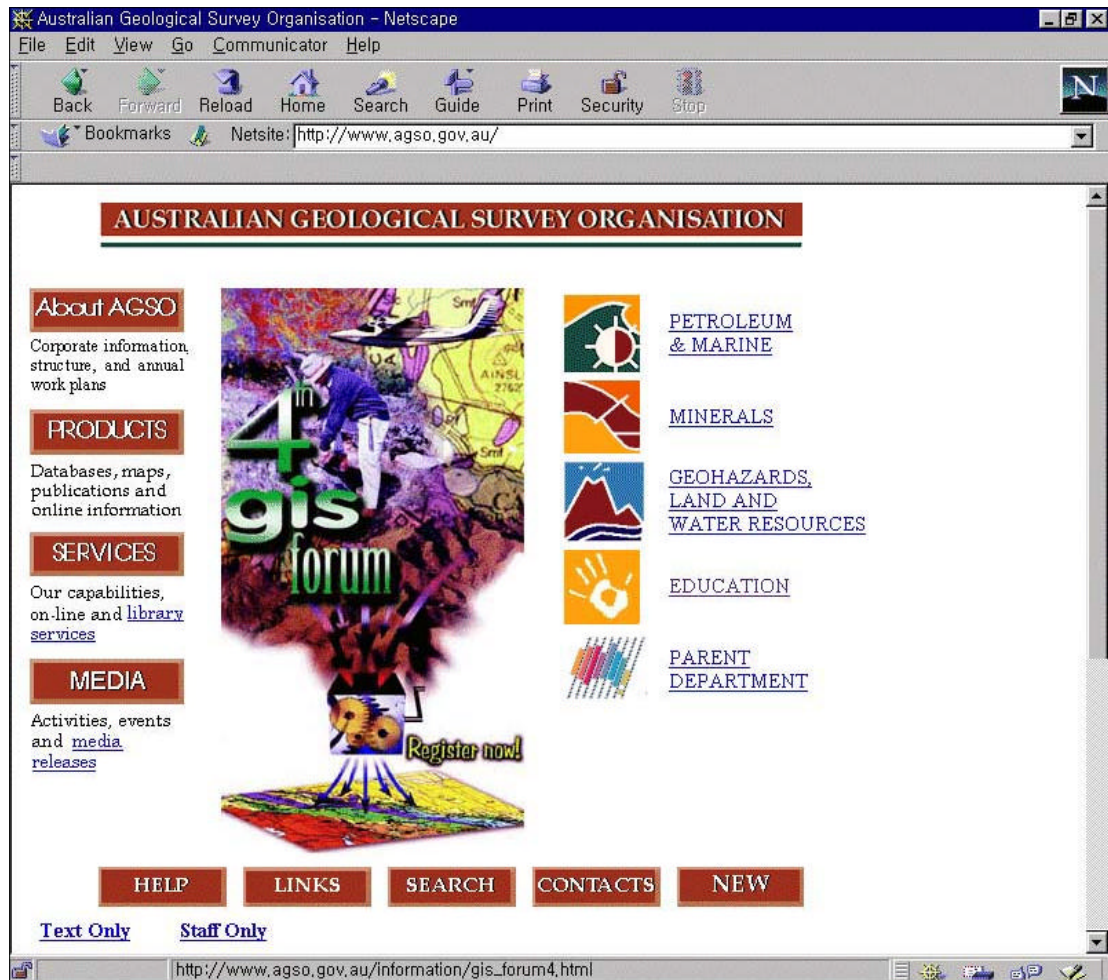 Australian Geological Survey Organisation - Netscape
File Edit View Go Communicator Help
Back Forward Reload Home Search Guide Print Security Stop
N
Bookmarks Netsite: http://www.agso.gov.au/
AUSTRALIAN GEOLOGICAL SURVEY ORGANISATION
About AGSO
Corporate information,
structure, and annual
work plans
PRODUCTS
Databases, maps,
publications and
online information
SERVICES
Our capabilities,
on-line and library
services
MEDIA
Activities, events
and media
releases
Smf
CA
AINSL
Smf
4th
gis
forum
Register now!
PETROLEUM
& MARINE
MINERALS
GEOHAZARDS,
LAND AND
WATER RESOURCES
EDUCATION
PARENT
DEPARTMENT
HELP LINKS SEARCH CONTACTS NEW
Text Only Staff Only
http://www.agso.gov.au/information/gis_forum4.html